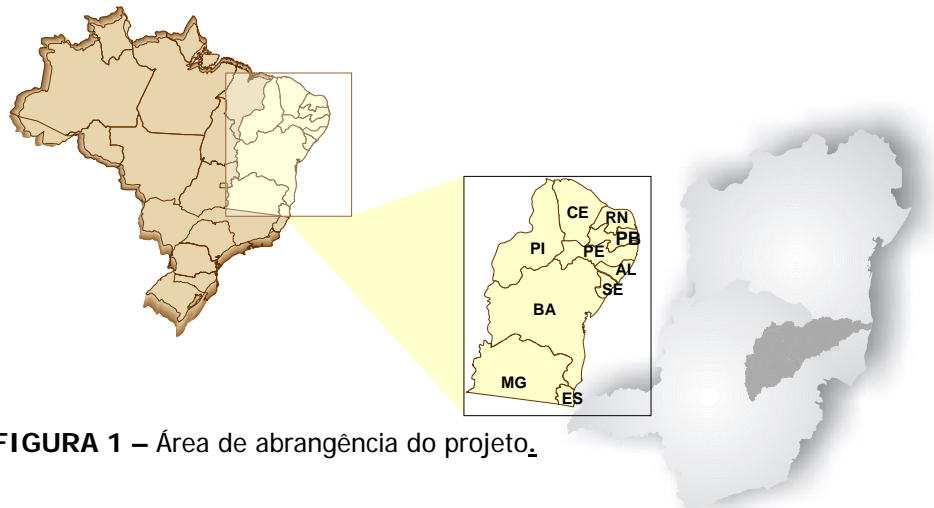 CE
RN
PI
PE
PB
AL
SE
BA
MG
ES
FIGURA 1 – Área de abrangência do projeto.